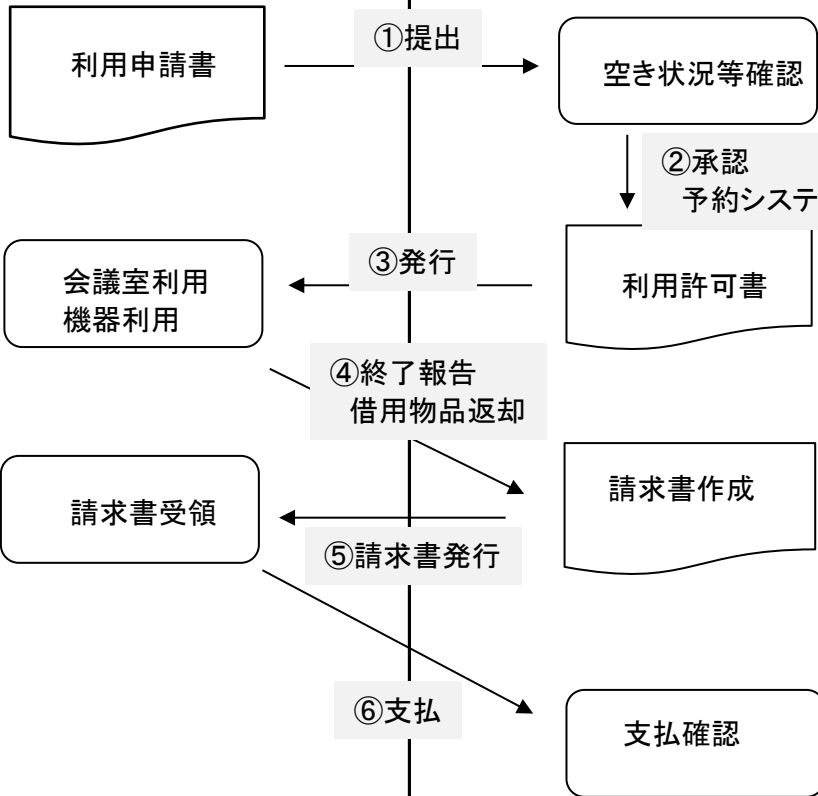 利用申請書
①提出
空き状況等確認
②承認
予約システ
会議室利用
機器利用
③発行
利用許可書
④終了報告
借用物品返却
請求書受領
請求書作成
⑤請求書発行
⑥支払
支払確認